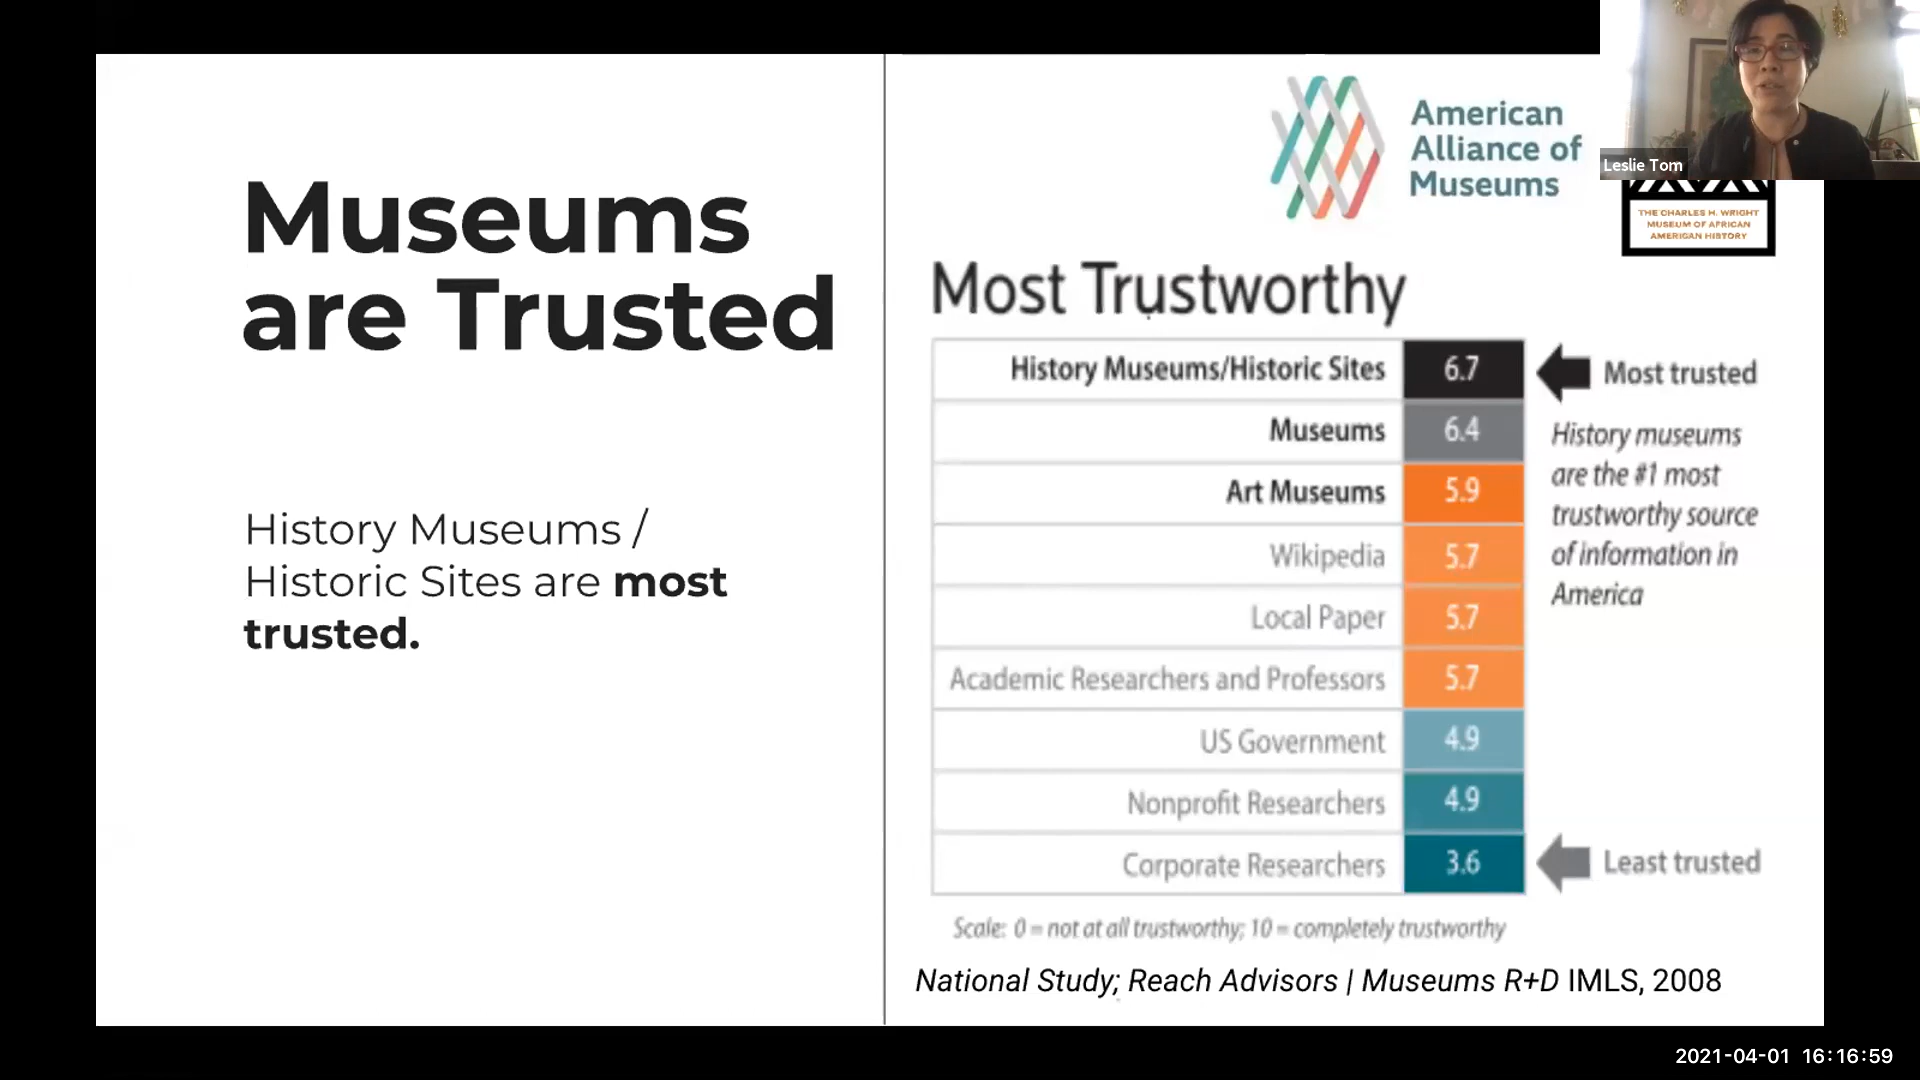 Museums
are Trusted
History Museums /
Historic Sites are most
trusted.
American
Alliance of
Museums
Leslie Tom
THE CHARLES H. WRIGHT
MUSEUM OF AFRICAN
AMERICAN HISTORY
Most Trustworthy
History Museums/Historic Sites 6.7
Most trusted
Museums 6.4
Art Museums 5.9
Wikipedia 5.7
Local Paper 5.7
Academic Researchers and Professors 5.7
US Government 4.9
Nonprofit Researchers 4.9
Corporate Researchers 3.6
Least trusted
History museums
are the #1 most
trustworthy source
of information in
America
Scale: 0 = not at all trustworthy; 10 = completely trustworthy
National Study; Reach Advisors | Museums R+D IMLS, 2008
2021-04-01 16:16:59